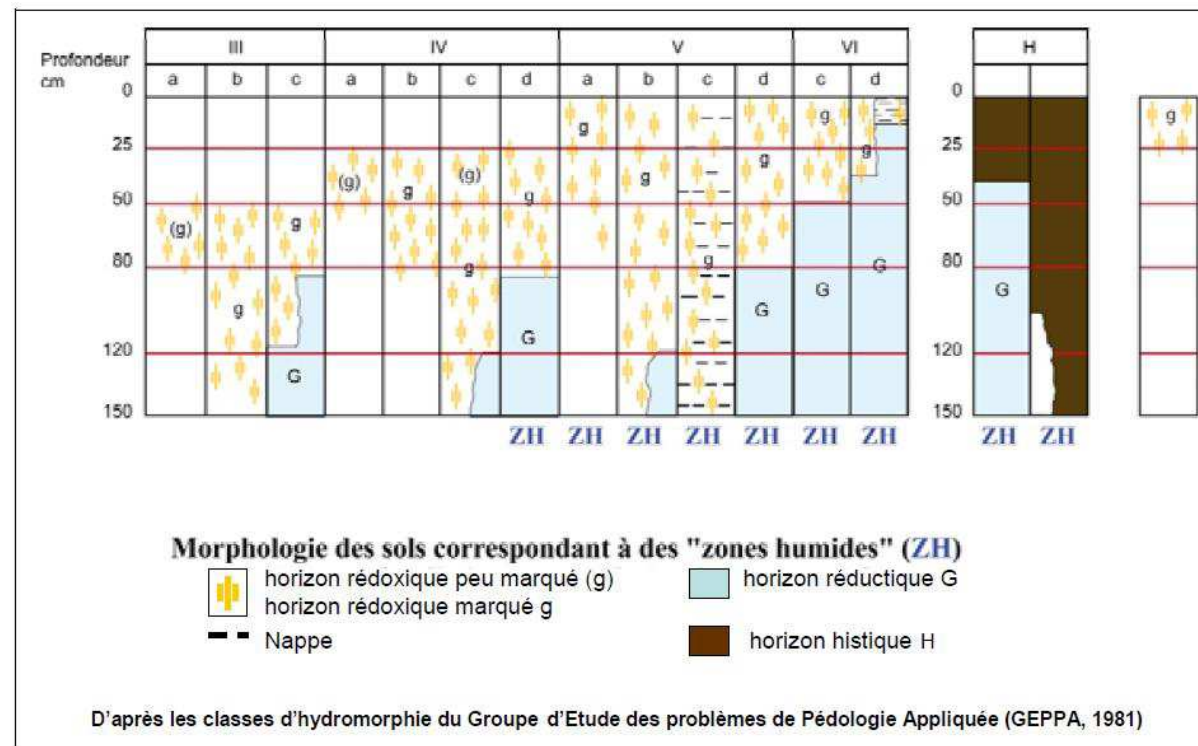 III IV V VI H
Profondeur
cm
a b c a b c d a b c d c d
0 0
g g g g
25 25
(g) g (g) g g g g
50 50
(g) g g
80 80
g G G G G
g G
120 120
G
150 150
ZH ZH ZH ZH ZH ZH ZH ZH ZH
Morphologie des sols correspondant à des "zones humides" (ZH)
horizon rédoxique peu marqué (g) horizon réductique G
horizon rédoxique marqué g
Nappe horizon histique H
D'après les classes d'hydromorphie du Groupe d'Etude des problèmes de Pédologie Appliquée (GEPPA, 1981)